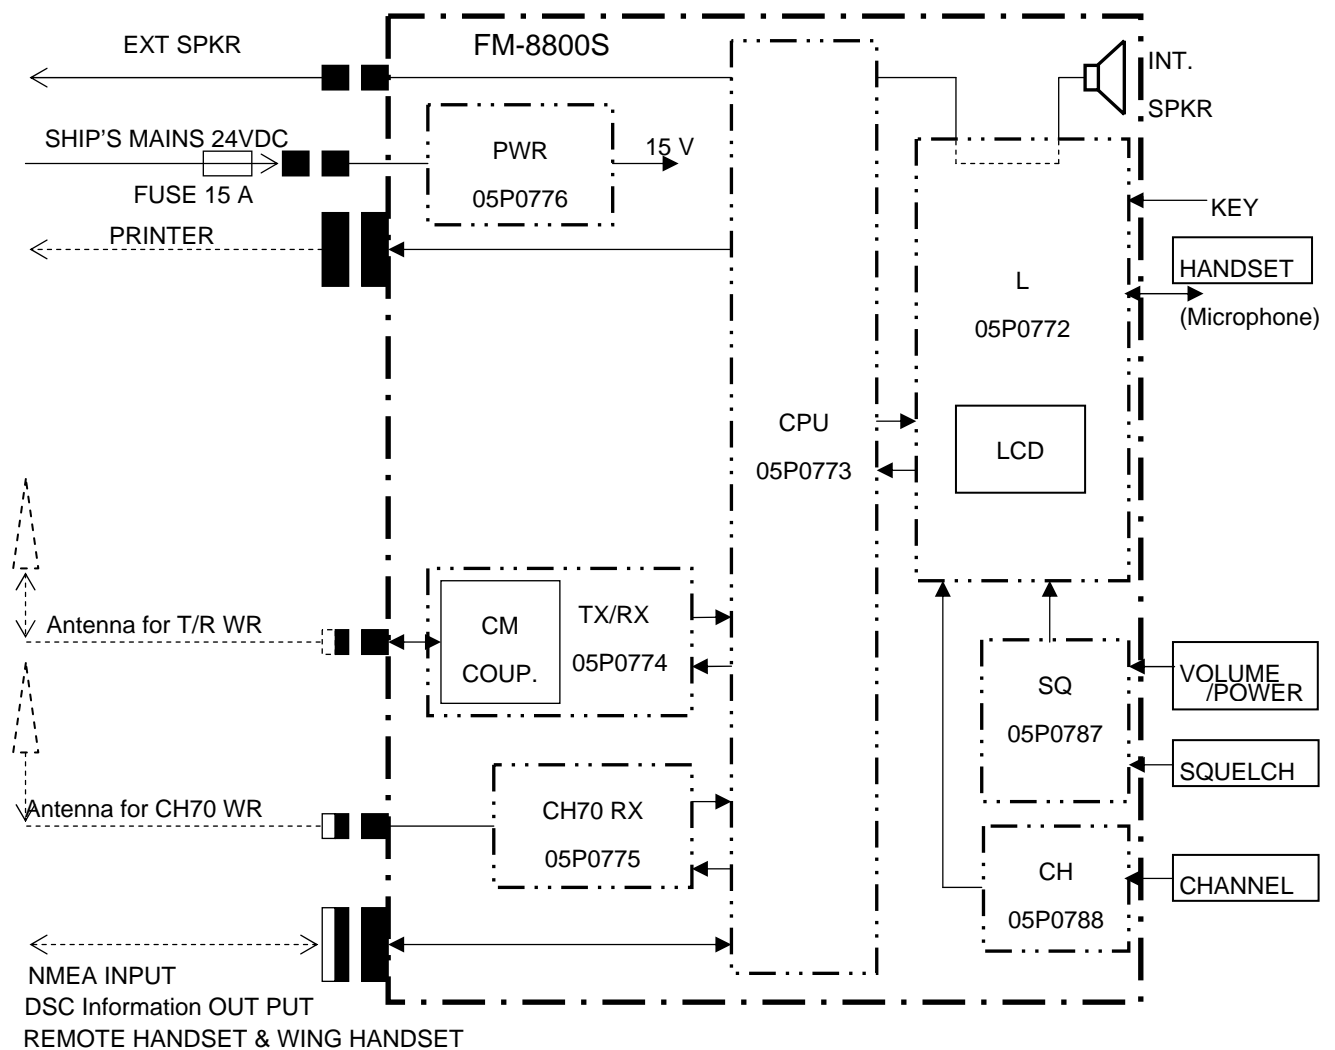 EXT SPKR
FM-8800S
INT.
SPKR
SHIP'S MAINS 24VDC
FUSE 15 A
PWR
05P0776
15 V
PRINTER
KEY
HANDSET
(Microphone)
L
05P0772
LCD
CPU
05P0773
Antenna for T/R WR
CM
COUP.
TX/RX
05P0774
SQ
05P0787
VOLUME
/POWER
SQUELCH
Antenna for CH70 WR
CH70 RX
05P0775
CH
05P0788
CHANNEL
NMEA INPUT
DSC Information OUT PUT
REMOTE HANDSET & WING HANDSET